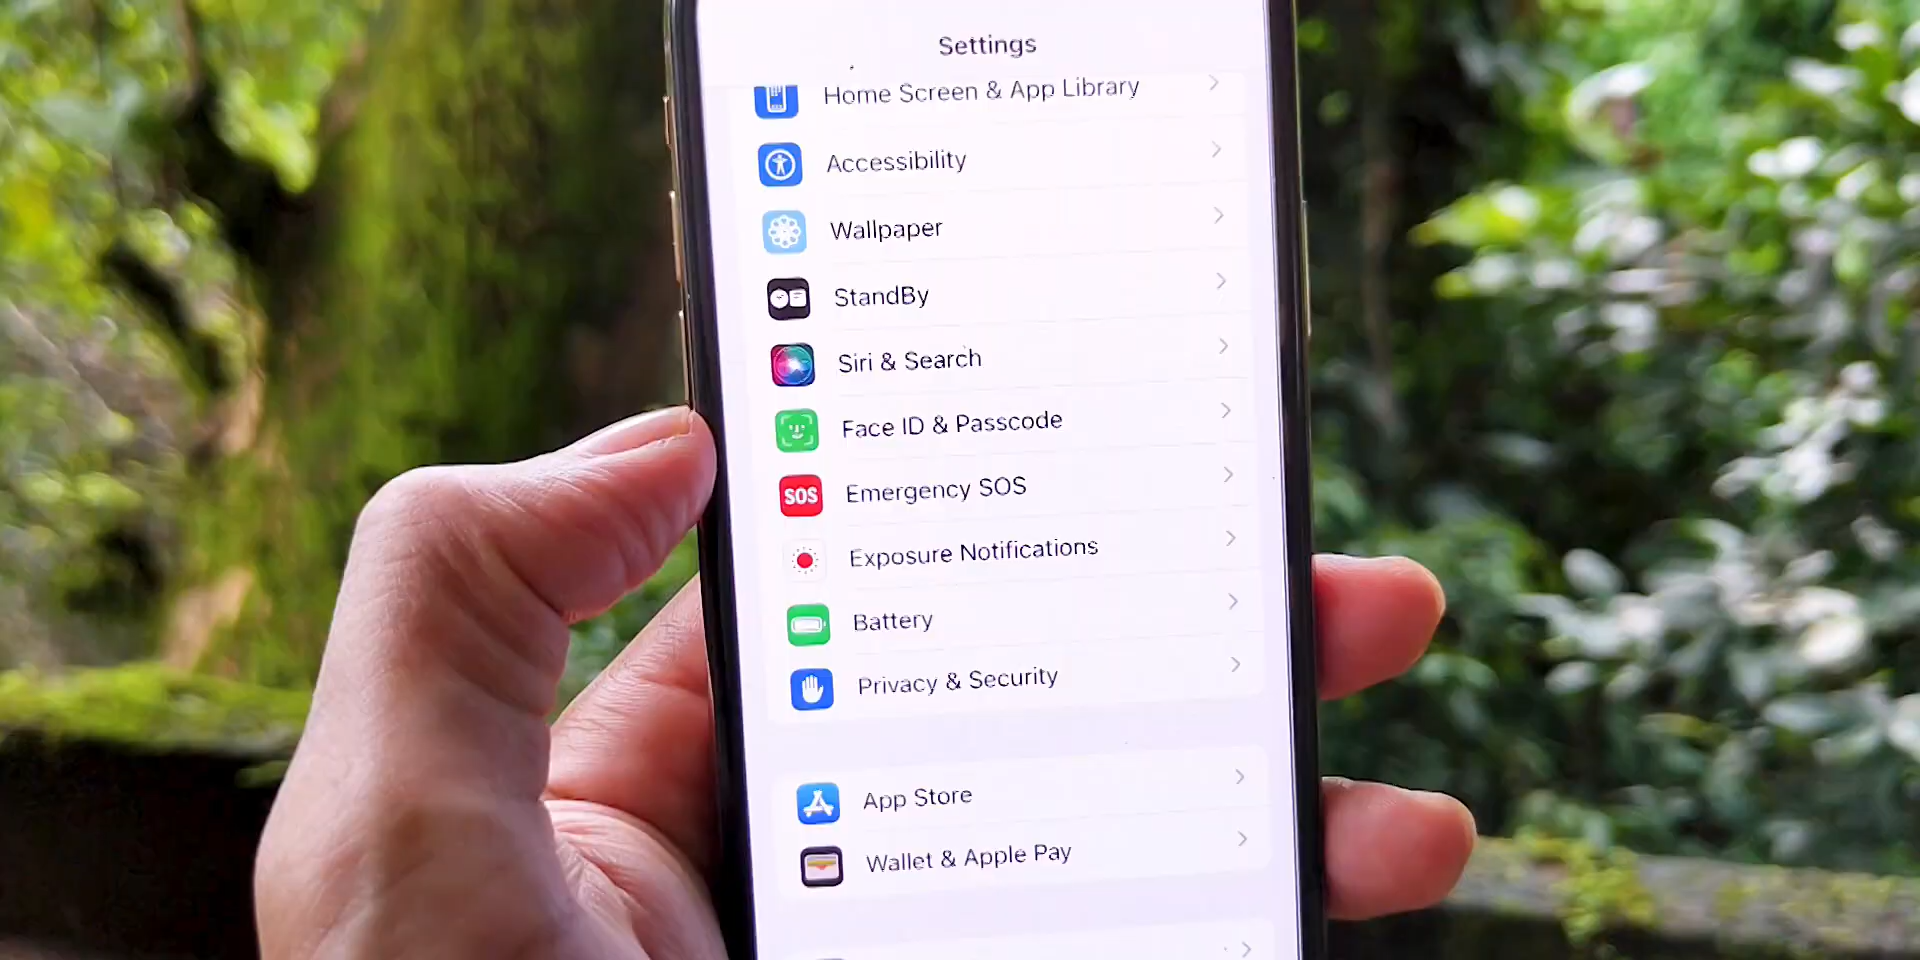 Settings
Home Screen & App Library
Accessibility
Wallpaper
StandBy
Siri & Search
Face ID & Passcode
SOS Emergency SOS
Exposure Notifications
Battery
Privacy & Security
App Store
Wallet & Apple Pay